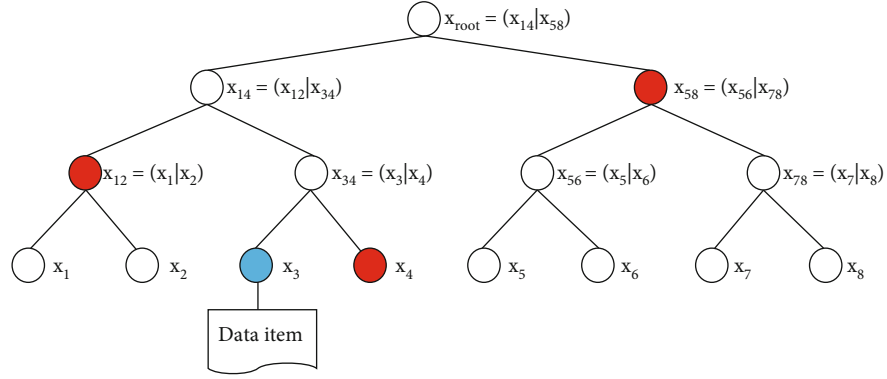 x_root = (x_14|x_58)
x_14 = (x_12|x_34)
x_58 = (x_56|x_78)
x_12 = (x_1|x_2)
x_34 = (x_3|x_4)
x_56 = (x_5|x_6)
x_78 = (x_7|x_8)
x_1
x_2
x_3
x_4
x_5
x_6
x_7
x_8
Data item